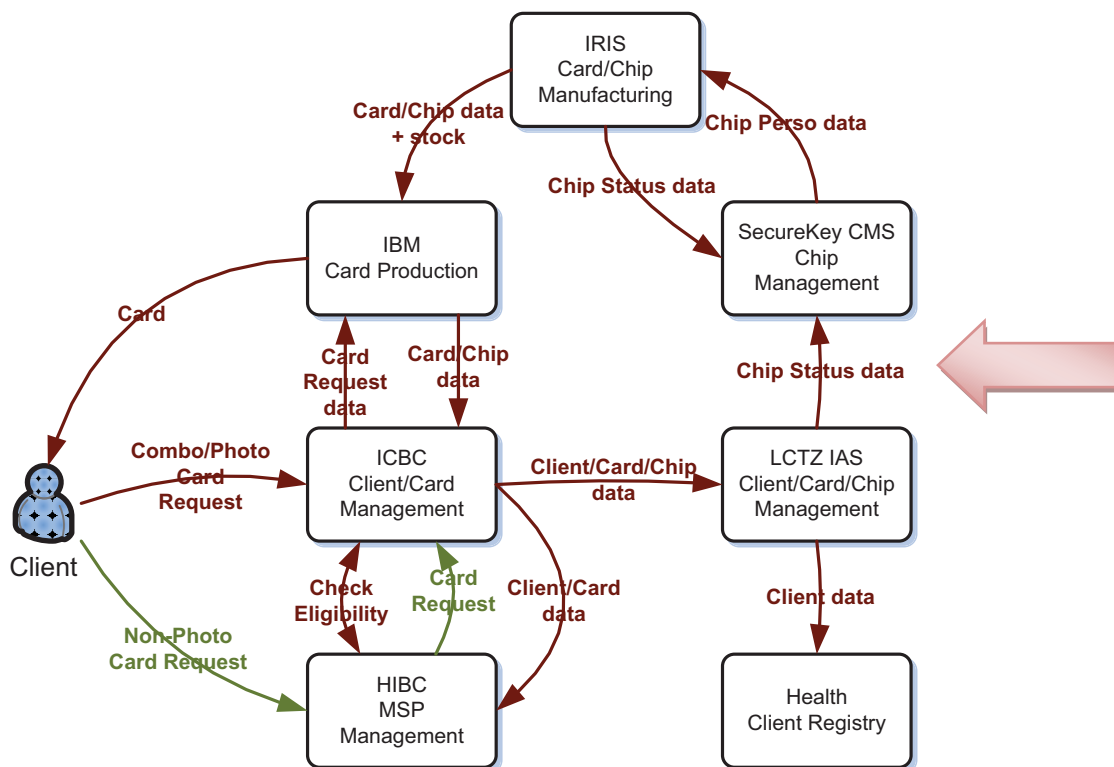 IRIS
Card/Chip
Manufacturing
Card/Chip data
+ stock
Chip Perso data
Chip Status data
IBM
Card Production
SecureKey CMS
Chip
Management
Card
Card
Request
data
Card/Chip
data
Chip Status data
Combo/Photo
Card
Request
ICBC
Client/Card
Management
Client/Card/Chip
data
LCTZ IAS
Client/Card/Chip
Management
Client
Check
Eligibility
Card
Request
Client/Card
data
Client data
Non-Photo
Card Request
HIBC
MSP
Management
Health
Client Registry